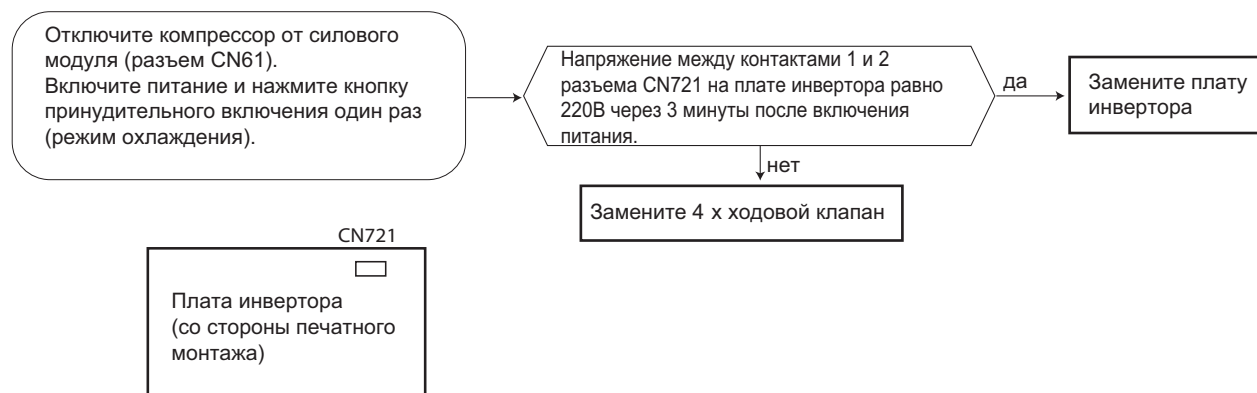 Отключите компрессор от силового
модуля (разъем CN61).
Включите питание и нажмите кнопку
принудительного включения один раз
(режим охлаждения).
Напряжение между контактами 1 и 2
разъема CN721 на плате инвертора равно
220В через 3 минуты после включения
питания.
да
Замените плату
инвертора
нет
Замените 4 х ходовой клапан
CN721
Плата инвертора
(со стороны печатного
монтажа)